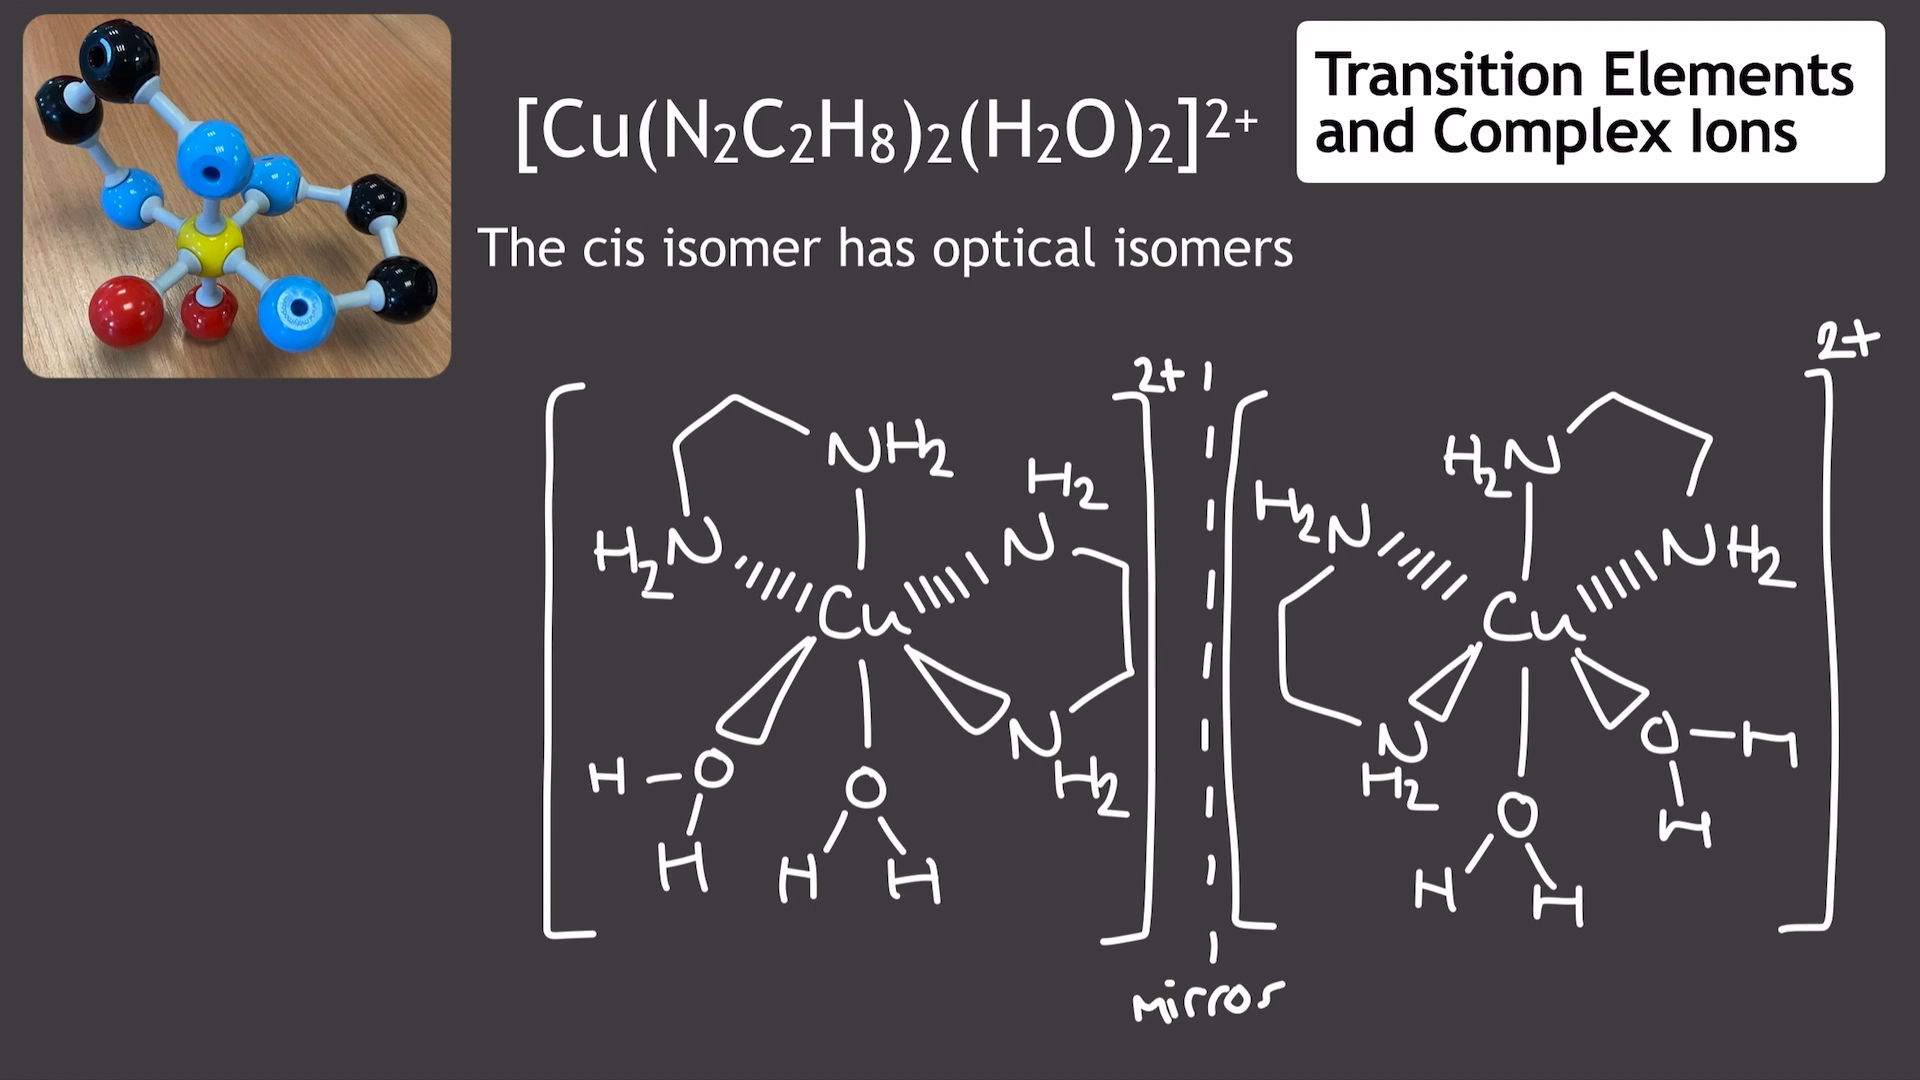 [Cu(N₂C₂H₈)₂(H₂O)₂]²⁺
Transition Elements
and Complex Ions
The cis isomer has optical isomers
2+
NH₂
H₂N
H₂
N
Cu
N
H₂
H-O
H
O
H H
2+
H₂N
H₂N
NH₂
Cu
N
H₂
O-H
H
O
H H
mirror